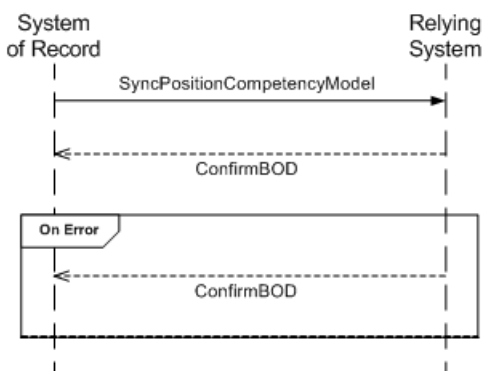 System
of Record
Relying
System
SyncPositionCompetencyModel
ConfirmBOD
On Error
ConfirmBOD